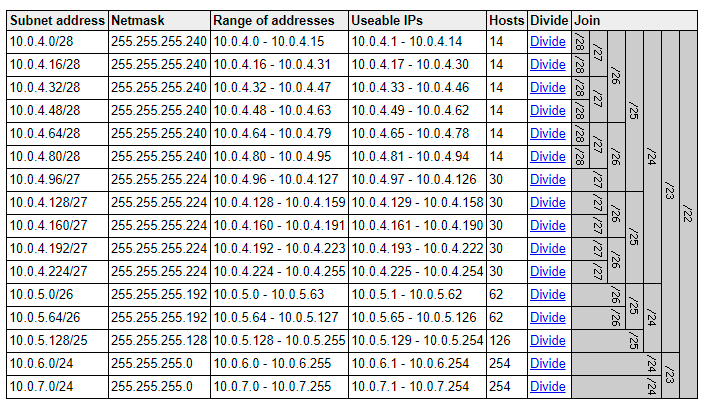 Subnet address Netmask Range of addresses Useable IPs Hosts Divide Join
10.0.4.0/28 255.255.255.240 10.0.4.0 - 10.0.4.15 10.0.4.1 - 10.0.4.14 14 Divide /28 /27 /26 /25 /24 /23 /22
10.0.4.16/28 255.255.255.240 10.0.4.16 - 10.0.4.31 10.0.4.17 - 10.0.4.30 14 Divide /28
10.0.4.32/28 255.255.255.240 10.0.4.32 - 10.0.4.47 10.0.4.33 - 10.0.4.46 14 Divide /28 /27
10.0.4.48/28 255.255.255.240 10.0.4.48 - 10.0.4.63 10.0.4.49 - 10.0.4.62 14 Divide /28
10.0.4.64/28 255.255.255.240 10.0.4.64 - 10.0.4.79 10.0.4.65 - 10.0.4.78 14 Divide /28 /27 /26
10.0.4.80/28 255.255.255.240 10.0.4.80 - 10.0.4.95 10.0.4.81 - 10.0.4.94 14 Divide /28
10.0.4.96/27 255.255.255.224 10.0.4.96 - 10.0.4.127 10.0.4.97 - 10.0.4.126 30 Divide /27
10.0.4.128/27 255.255.255.224 10.0.4.128 - 10.0.4.159 10.0.4.129 - 10.0.4.158 30 Divide /27 /26 /25
10.0.4.160/27 255.255.255.224 10.0.4.160 - 10.0.4.191 10.0.4.161 - 10.0.4.190 30 Divide /27
10.0.4.192/27 255.255.255.224 10.0.4.192 - 10.0.4.223 10.0.4.193 - 10.0.4.222 30 Divide /27 /26
10.0.4.224/27 255.255.255.224 10.0.4.224 - 10.0.4.255 10.0.4.225 - 10.0.4.254 30 Divide /27
10.0.5.0/26 255.255.255.192 10.0.5.0 - 10.0.5.63 10.0.5.1 - 10.0.5.62 62 Divide /26 /25 /24
10.0.5.64/26 255.255.255.192 10.0.5.64 - 10.0.5.127 10.0.5.65 - 10.0.5.126 62 Divide /26
10.0.5.128/25 255.255.255.128 10.0.5.128 - 10.0.5.255 10.0.5.129 - 10.0.5.254 126 Divide /25
10.0.6.0/24 255.255.255.0 10.0.6.0 - 10.0.6.255 10.0.6.1 - 10.0.6.254 254 Divide /24 /23
10.0.7.0/24 255.255.255.0 10.0.7.0 - 10.0.7.255 10.0.7.1 - 10.0.7.254 254 Divide /24